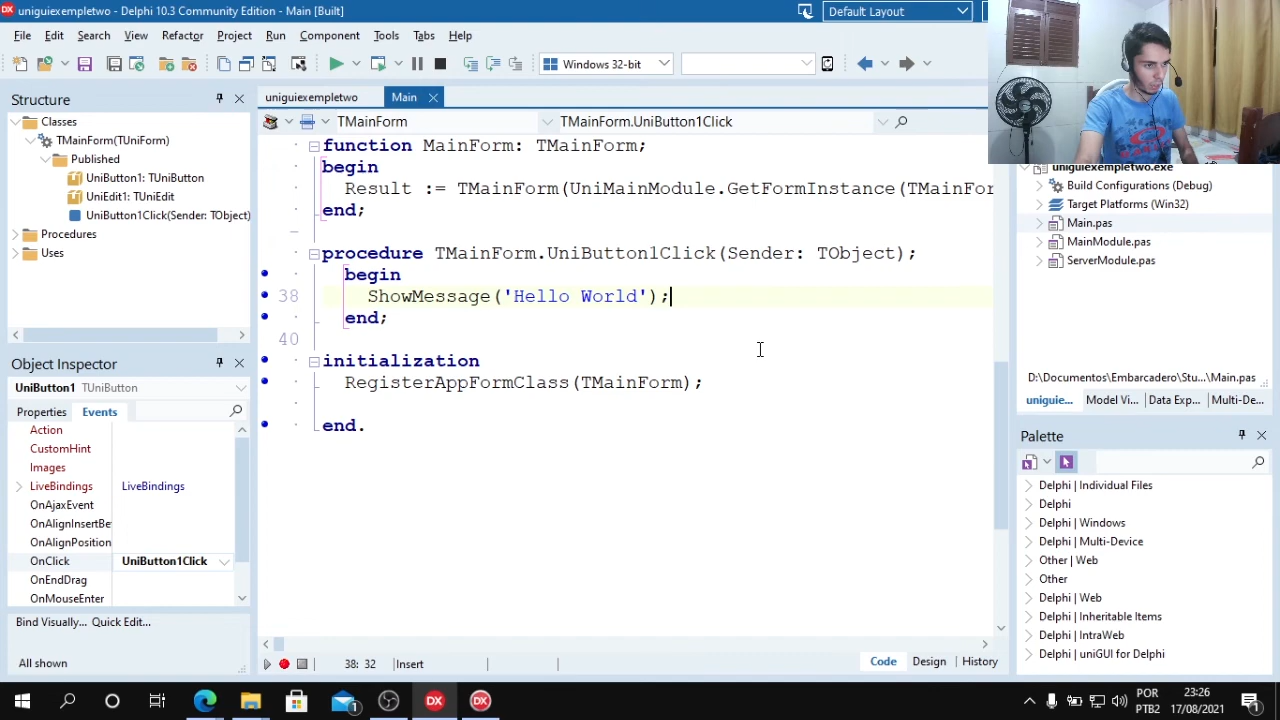 uniguiexempletwo - Delphi 10.3 Community Edition - Main [Built]
Default Layout
File Edit Search View Refactor Project Run Component Tools Tabs Help
Windows 32-bit
Structure
Classes
TMainForm(TUniForm)
Published
UniButton1: TUniButton
UniEdit1: TUniEdit
UniButton1Click(Sender: TObject)
Procedures
Uses
Object Inspector
UniButton1 TUniButton
Properties Events
Action
CustomHint
Images
LiveBindings LiveBindings
OnAjaxEvent
OnAlignInsertBe
OnAlignPosition
OnClick UniButton1Click
OnEndDrag
OnMouseEnter
Bind Visually... Quick Edit...
All shown
uniguiexempletwo Main
TMainForm TMainForm.UniButton1Click
function MainForm: TMainForm;
begin
Result := TMainForm(UniMainModule.GetFormInstance(TMainFor
end;
procedure TMainForm.UniButton1Click(Sender: TObject);
begin
38 ShowMessage('Hello World');
end;
40
initialization
RegisterAppFormClass(TMainForm);
end.
38: 32 Insert
Code Design History
uniguiexempletwo.exe
Build Configurations (Debug)
Target Platforms (Win32)
Main.pas
MainModule.pas
ServerModule.pas
D:\Documentos\Embarcadero\Stu...\Main.pas
uniguie... Model Vi... Data Exp... Multi-De...
Palette
Delphi | Individual Files
Delphi
Delphi | Windows
Delphi | Multi-Device
Other | Web
Other
Delphi | Web
Delphi | Inheritable Items
Delphi | IntraWeb
Delphi | uniGUI for Delphi
DX DX
POR
PTB2
23:26
17/08/2021